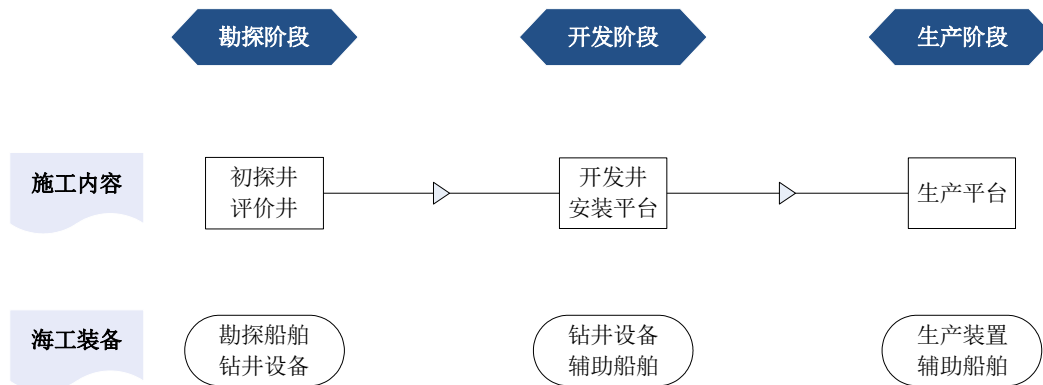 勘探阶段
开发阶段
生产阶段
施工内容
初探井
评价井
开发井
安装平台
生产平台
海工装备
勘探船舶
钻井设备
钻井设备
辅助船舶
生产装置
辅助船舶